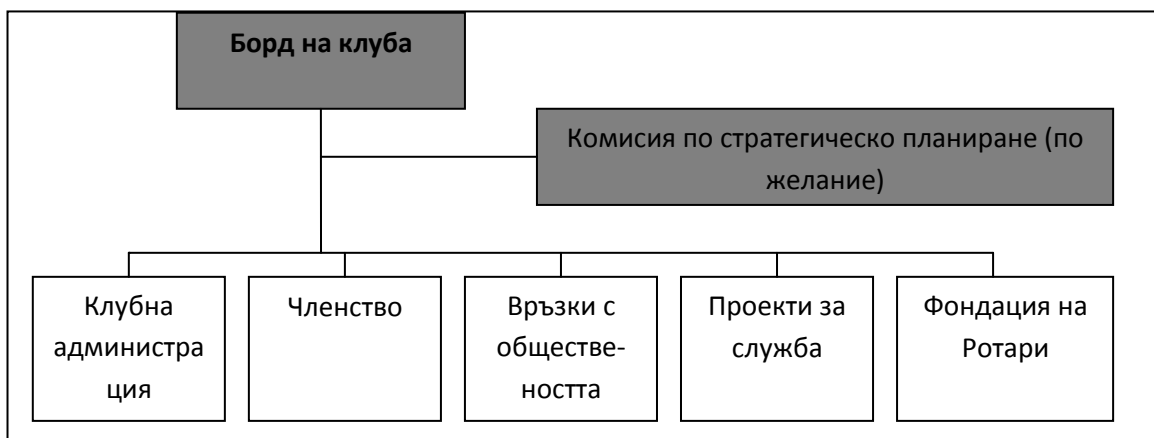 Борд на клуба
Комисия по стратегическо планиране (по
желание)
Клубна
администра
ция
Членство
Връзки с
обществе-
ността
Проекти за
служба
Фондация на
Ротари